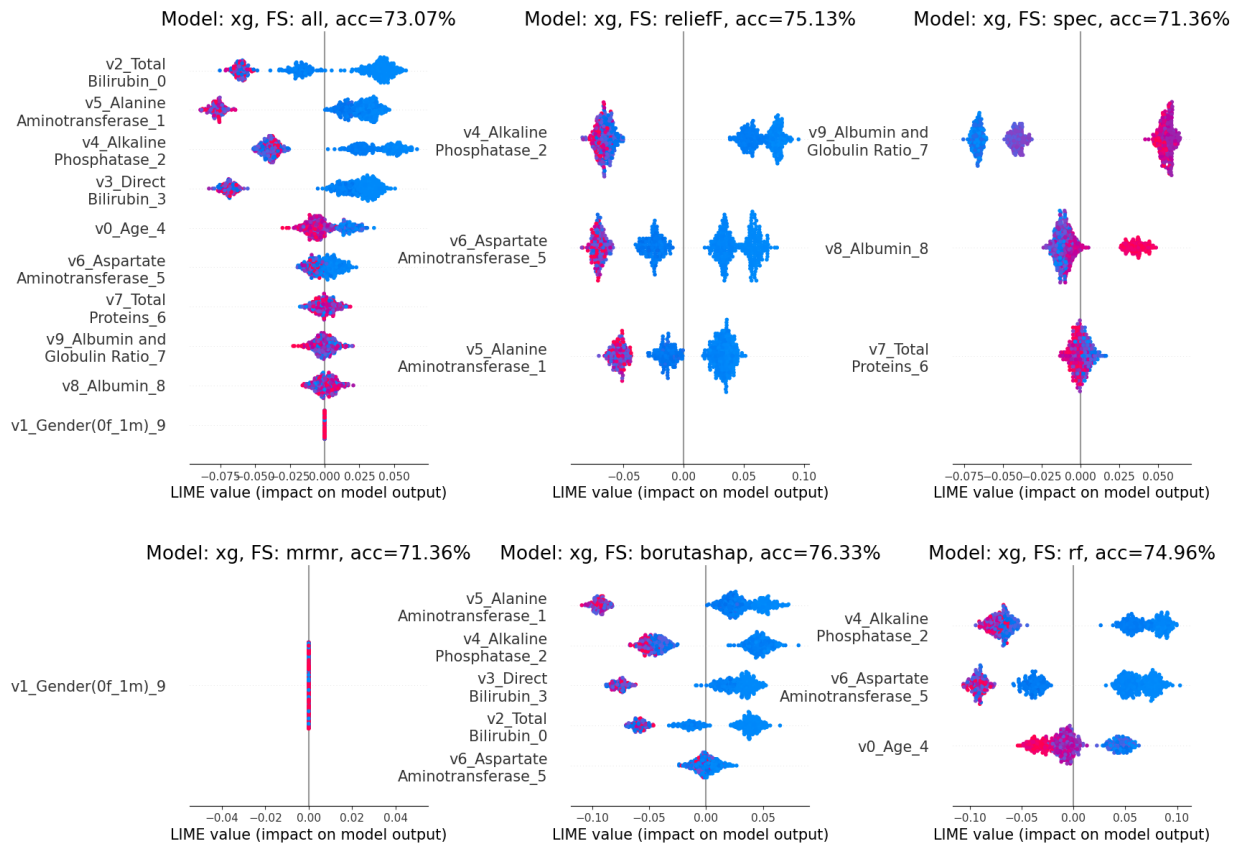 Model: xg, FS: all, acc=73.07%
v2_Total
Bilirubin_0
v5_Alanine
Aminotransferase_1
v4_Alkaline
Phosphatase_2
v3_Direct
Bilirubin_3
v0_Age_4
v6_Aspartate
Aminotransferase_5
v7_Total
Proteins_6
v9_Albumin and
Globulin Ratio_7
v8_Albumin_8
v1_Gender(0f_1m)_9
−0.075 −0.050 −0.025 0.000 0.025 0.050
LIME value (impact on model output)
Model: xg, FS: reliefF, acc=75.13%
v4_Alkaline
Phosphatase_2
v6_Aspartate
Aminotransferase_5
v5_Alanine
Aminotransferase_1
−0.05 0.00 0.05 0.10
LIME value (impact on model output)
Model: xg, FS: spec, acc=71.36%
v9_Albumin and
Globulin Ratio_7
v8_Albumin_8
v7_Total
Proteins_6
−0.075 −0.050 −0.025 0.000 0.025 0.050
LIME value (impact on model output)
Model: xg, FS: mrmr, acc=71.36%
v1_Gender(0f_1m)_9
−0.04 −0.02 0.00 0.02 0.04
LIME value (impact on model output)
Model: xg, FS: borutashap, acc=76.33%
v5_Alanine
Aminotransferase_1
v4_Alkaline
Phosphatase_2
v3_Direct
Bilirubin_3
v2_Total
Bilirubin_0
v6_Aspartate
Aminotransferase_5
−0.10 −0.05 0.00 0.05
LIME value (impact on model output)
Model: xg, FS: rf, acc=74.96%
v4_Alkaline
Phosphatase_2
v6_Aspartate
Aminotransferase_5
v0_Age_4
−0.10 −0.05 0.00 0.05 0.10
LIME value (impact on model output)